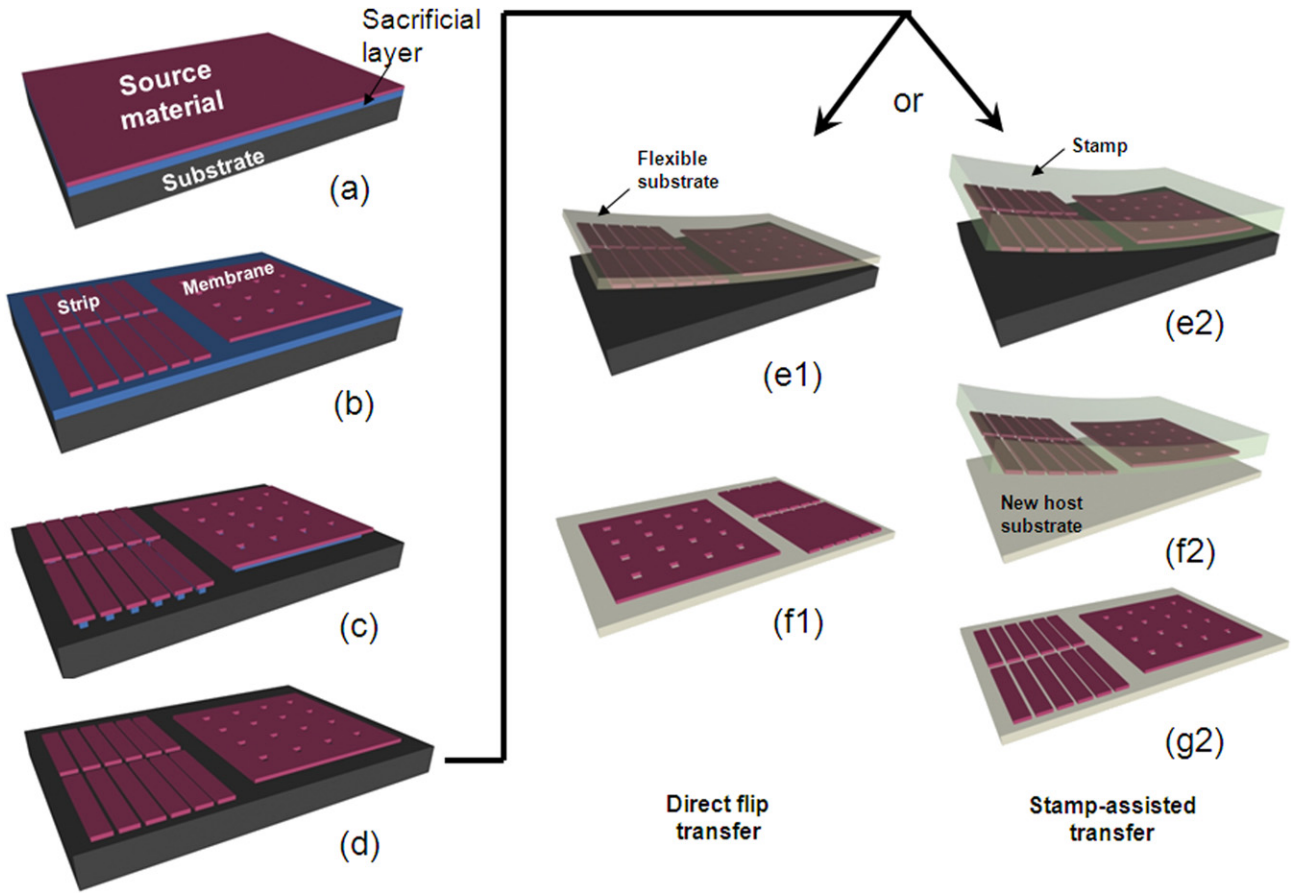 Sacrificial
layer
Source
material
Substrate
(a)
Strip
Membrane
(b)
(c)
(d)
or
Flexible
substrate
(e1)
(f1)
Direct flip
transfer
Stamp
(e2)
New host
substrate
(f2)
(g2)
Stamp-assisted
transfer